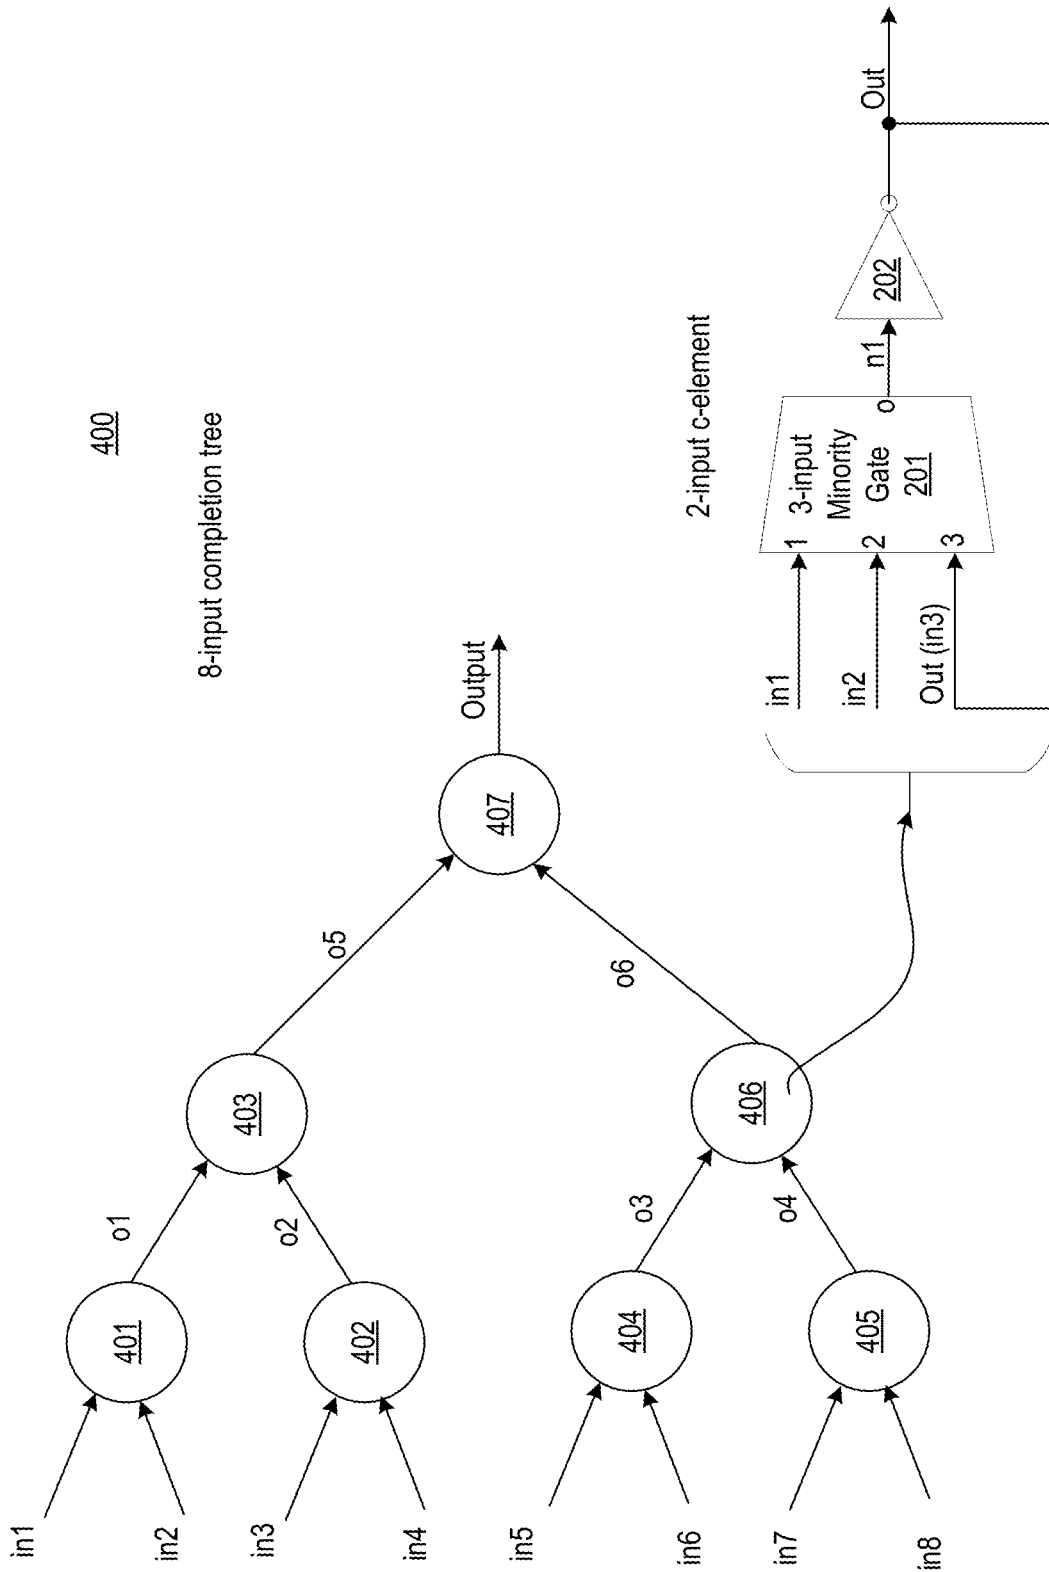 400
8-input completion tree
in1
in2
in3
in4
in5
in6
in7
in8
401
402
404
405
o1
o2
o3
o4
403
406
o5
o6
407
Output
2-input c-element
in1
in2
Out (in3)
1
2
3
3-input
Minority
Gate
201
o
n1
202
Out